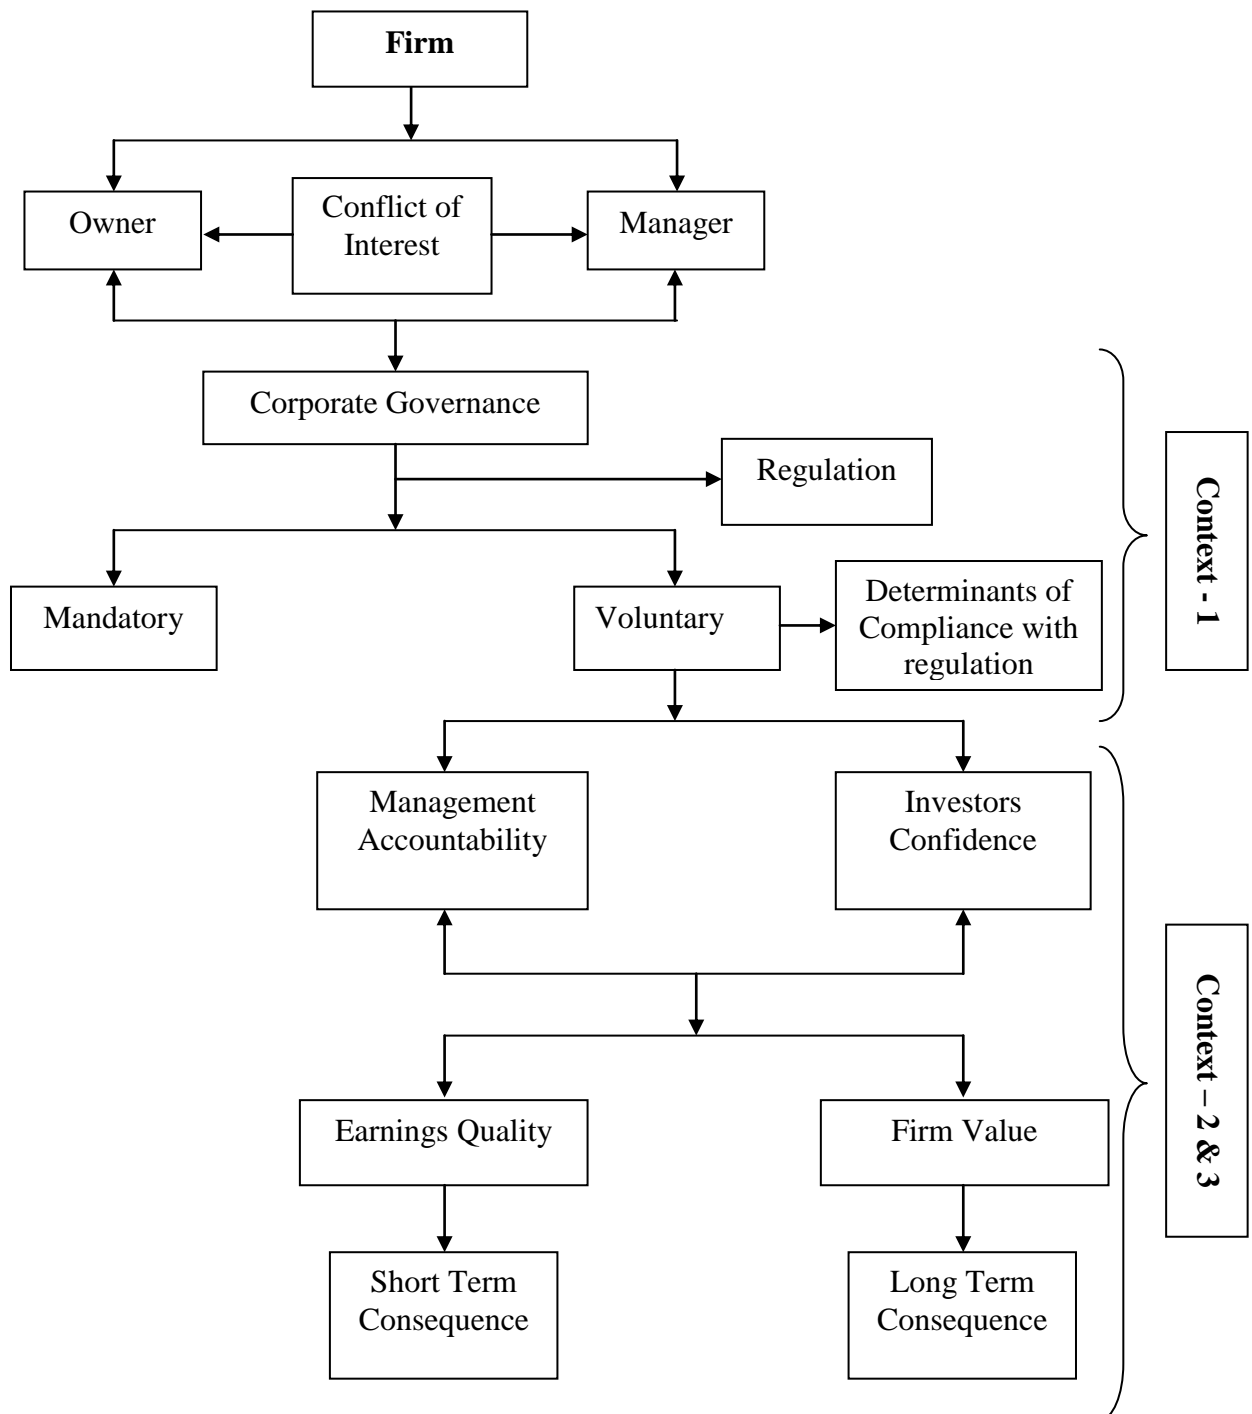 Firm
Owner
Conflict of
Interest
Manager
Corporate Governance
Regulation
Context - 1
Mandatory
Voluntary
Determinants of
Compliance with
regulation
Management
Accountability
Investors
Confidence
Context – 2 & 3
Earnings Quality
Firm Value
Short Term
Consequence
Long Term
Consequence